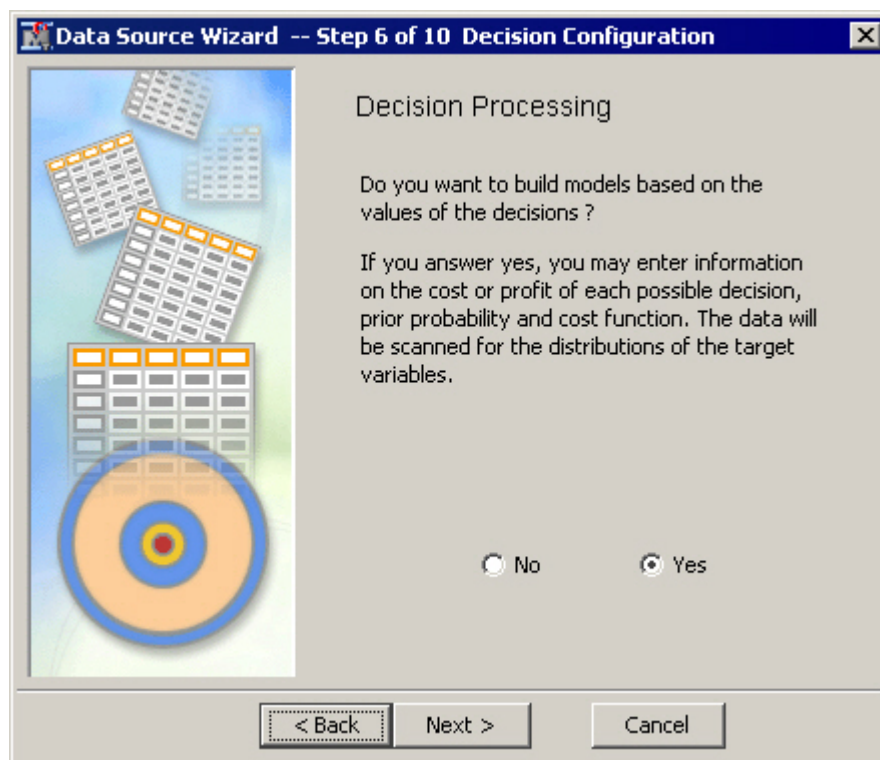 Data Source Wizard -- Step 6 of 10 Decision Configuration
Decision Processing
Do you want to build models based on the
values of the decisions ?
If you answer yes, you may enter information
on the cost or profit of each possible decision,
prior probability and cost function. The data will
be scanned for the distributions of the target
variables.
No
Yes
< Back
Next >
Cancel